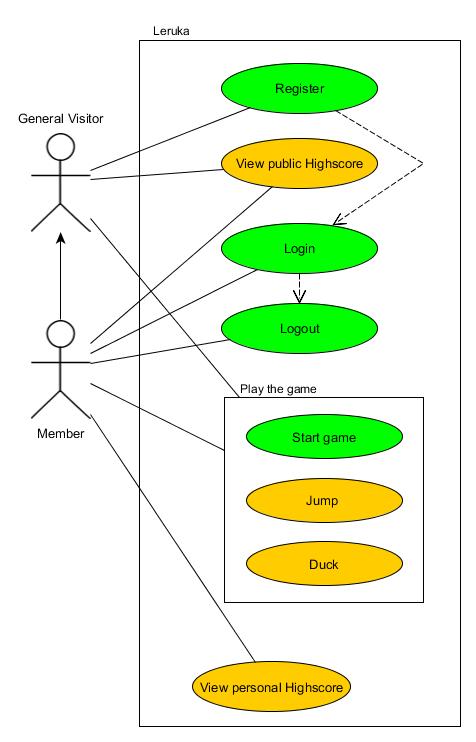 Leruka
Register
General Visitor
View public Highscore
Login
Logout
Play the game
Member
Start game
Jump
Duck
View personal Highscore